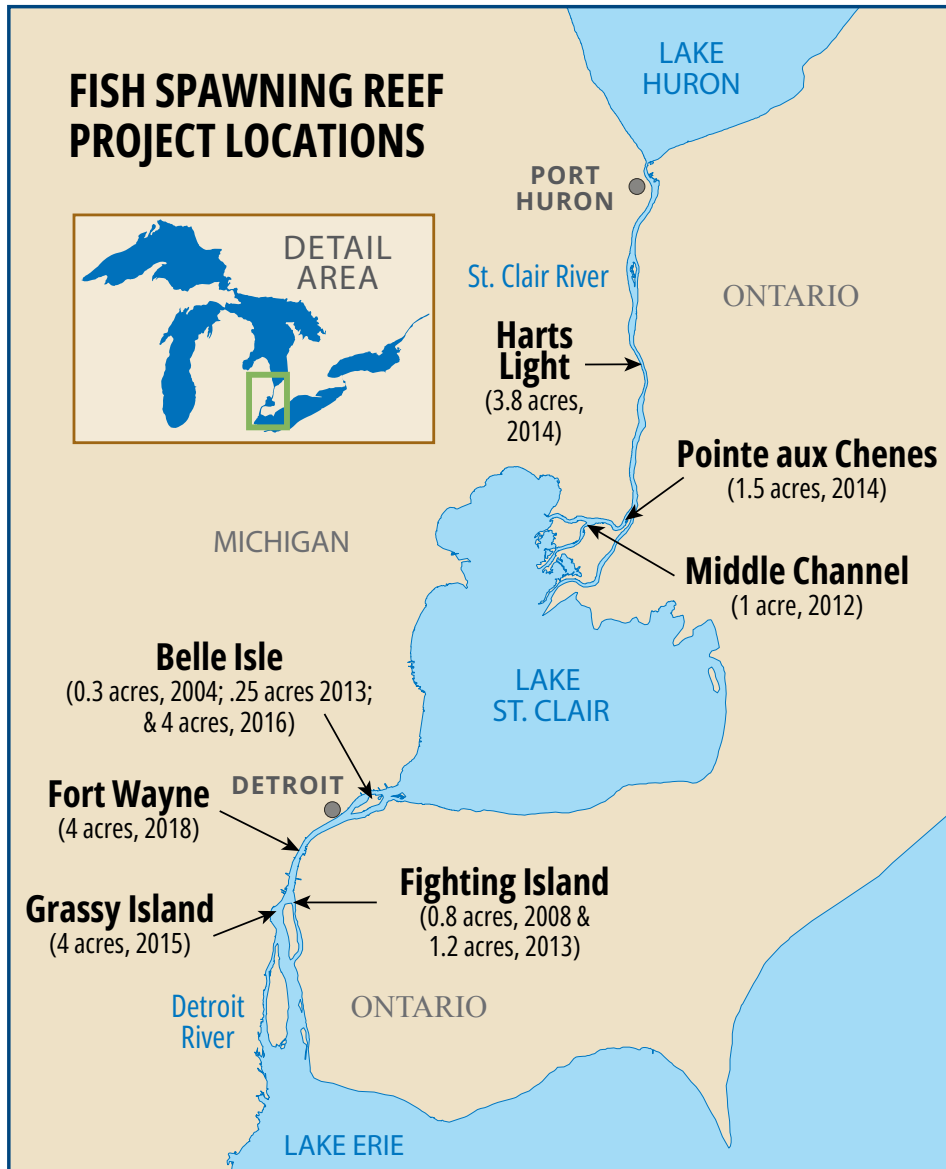 FISH SPAWNING REEF
PROJECT LOCATIONS
DETAIL
AREA
LAKE
HURON
PORT
HURON
St. Clair River
ONTARIO
Harts
Light
(3.8 acres,
2014)
Pointe aux Chenes
(1.5 acres, 2014)
MICHIGAN
Middle Channel
(1 acre, 2012)
Belle Isle
(0.3 acres, 2004; .25 acres 2013;
& 4 acres, 2016)
LAKE
ST. CLAIR
DETROIT
Fort Wayne
(4 acres, 2018)
Fighting Island
(0.8 acres, 2008 &
1.2 acres, 2013)
Grassy Island
(4 acres, 2015)
Detroit
River
ONTARIO
LAKE ERIE